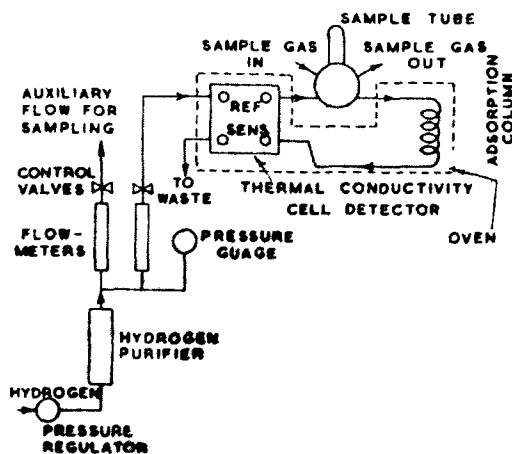 SAMPLE TUBE
SAMPLE GAS
IN
SAMPLE GAS
OUT
AUXILIARY
FLOW FOR
SAMPLING
REF
SENS
ADSORPTION
COLUMN
CONTROL
VALVES
TO
WASTE
THERMAL CONDUCTIVITY
CELL DETECTOR
OVEN
FLOW-
METERS
PRESSURE
GUAGE
HYDROGEN
PURIFIER
HYDROGEN
PRESSURE
REGULATOR